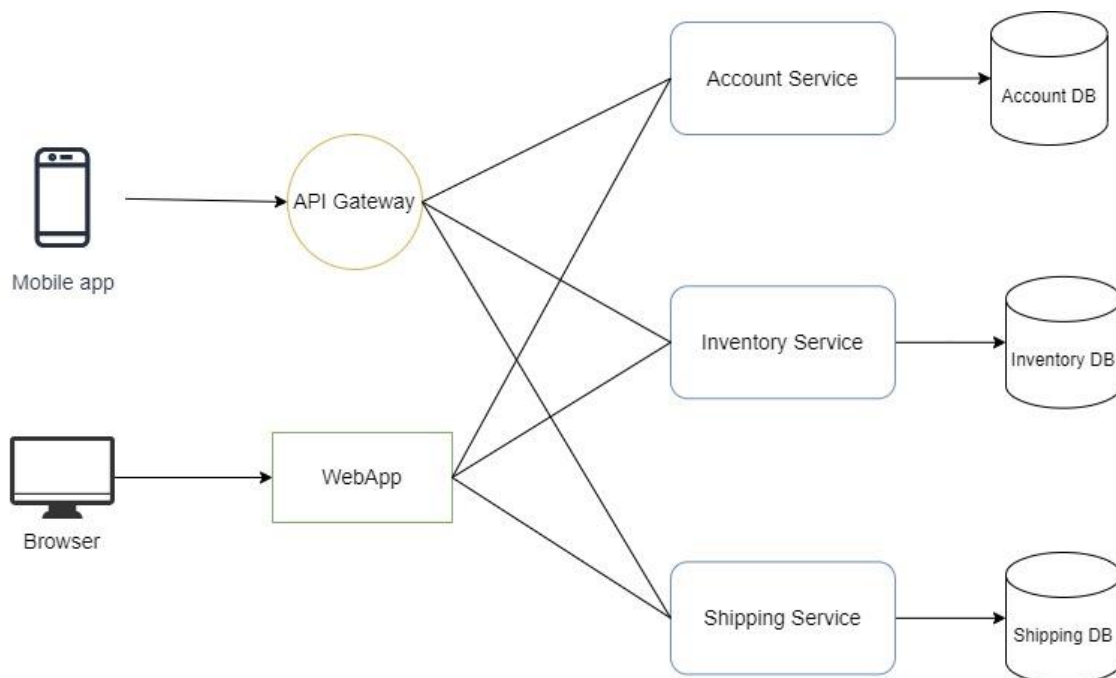 Account Service
Account DB
API Gateway
Mobile app
Inventory Service
Inventory DB
WebApp
Browser
Shipping Service
Shipping DB